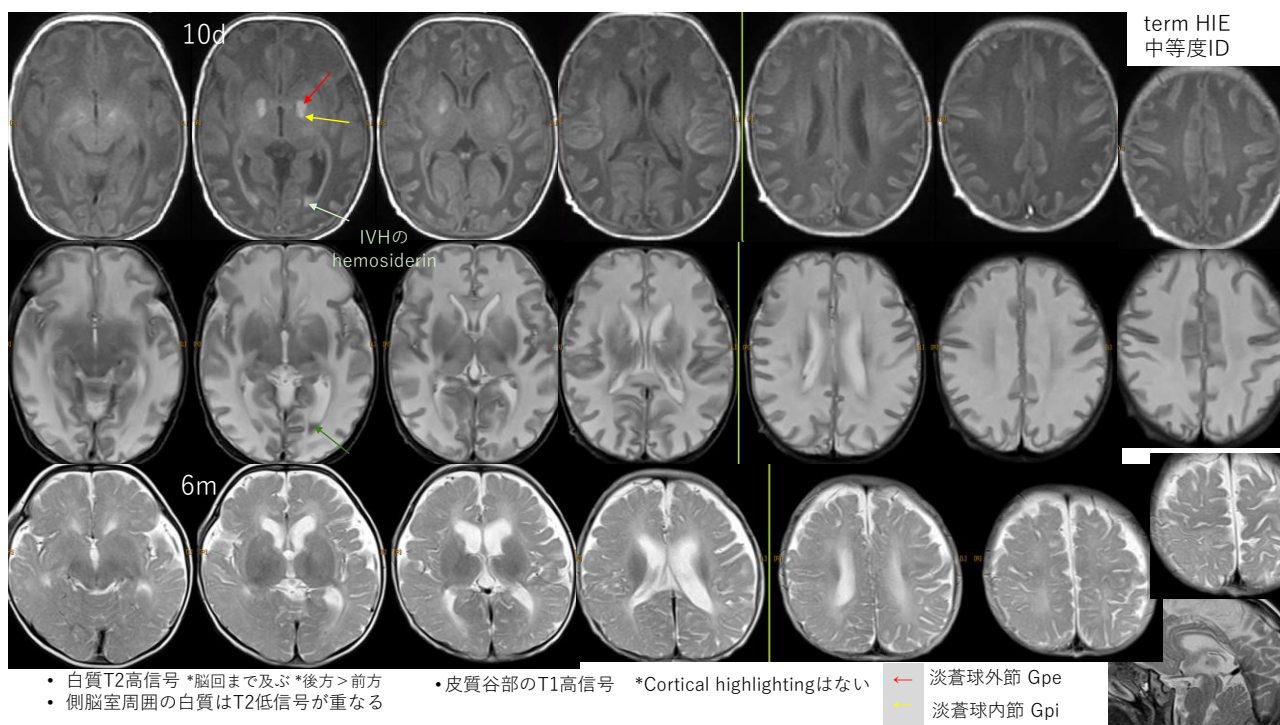 10d
term HIE
中等度ID
IVHの
hemosiderin
6m
• 白質T2高信号 *脳回まで及ぶ *後方＞前方
• 側脳室周囲の白質はT2低信号が重なる
• 皮質谷部のT1高信号 *Cortical highlightingはない
← 淡蒼球外節 Gpe
← 淡蒼球内節 Gpi